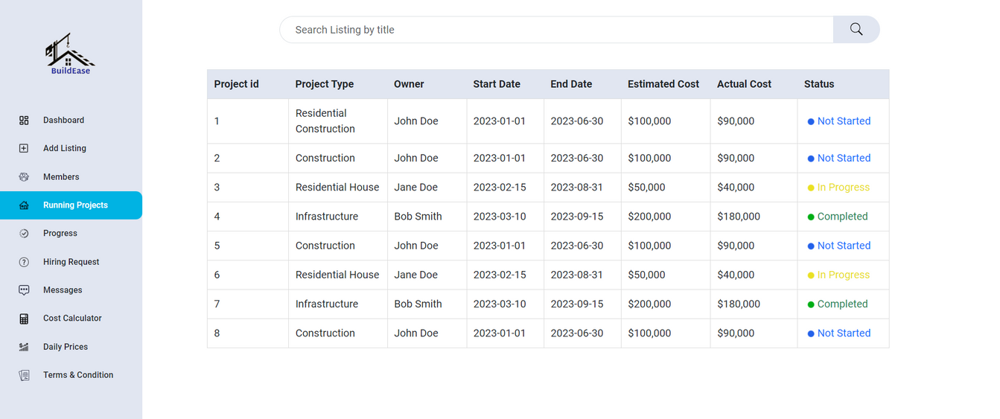 BuildEase
Dashboard
Add Listing
Members
Running Projects
Progress
Hiring Request
Messages
Cost Calculator
Daily Prices
Terms & Condition
Search Listing by title
Project id Project Type Owner Start Date End Date Estimated Cost Actual Cost Status
1 Residential Construction John Doe 2023-01-01 2023-06-30 $100,000 $90,000 Not Started
2 Construction John Doe 2023-01-01 2023-06-30 $100,000 $90,000 Not Started
3 Residential House Jane Doe 2023-02-15 2023-08-31 $50,000 $40,000 In Progress
4 Infrastructure Bob Smith 2023-03-10 2023-09-15 $200,000 $180,000 Completed
5 Construction John Doe 2023-01-01 2023-06-30 $100,000 $90,000 Not Started
6 Residential House Jane Doe 2023-02-15 2023-08-31 $50,000 $40,000 In Progress
7 Infrastructure Bob Smith 2023-03-10 2023-09-15 $200,000 $180,000 Completed
8 Construction John Doe 2023-01-01 2023-06-30 $100,000 $90,000 Not Started